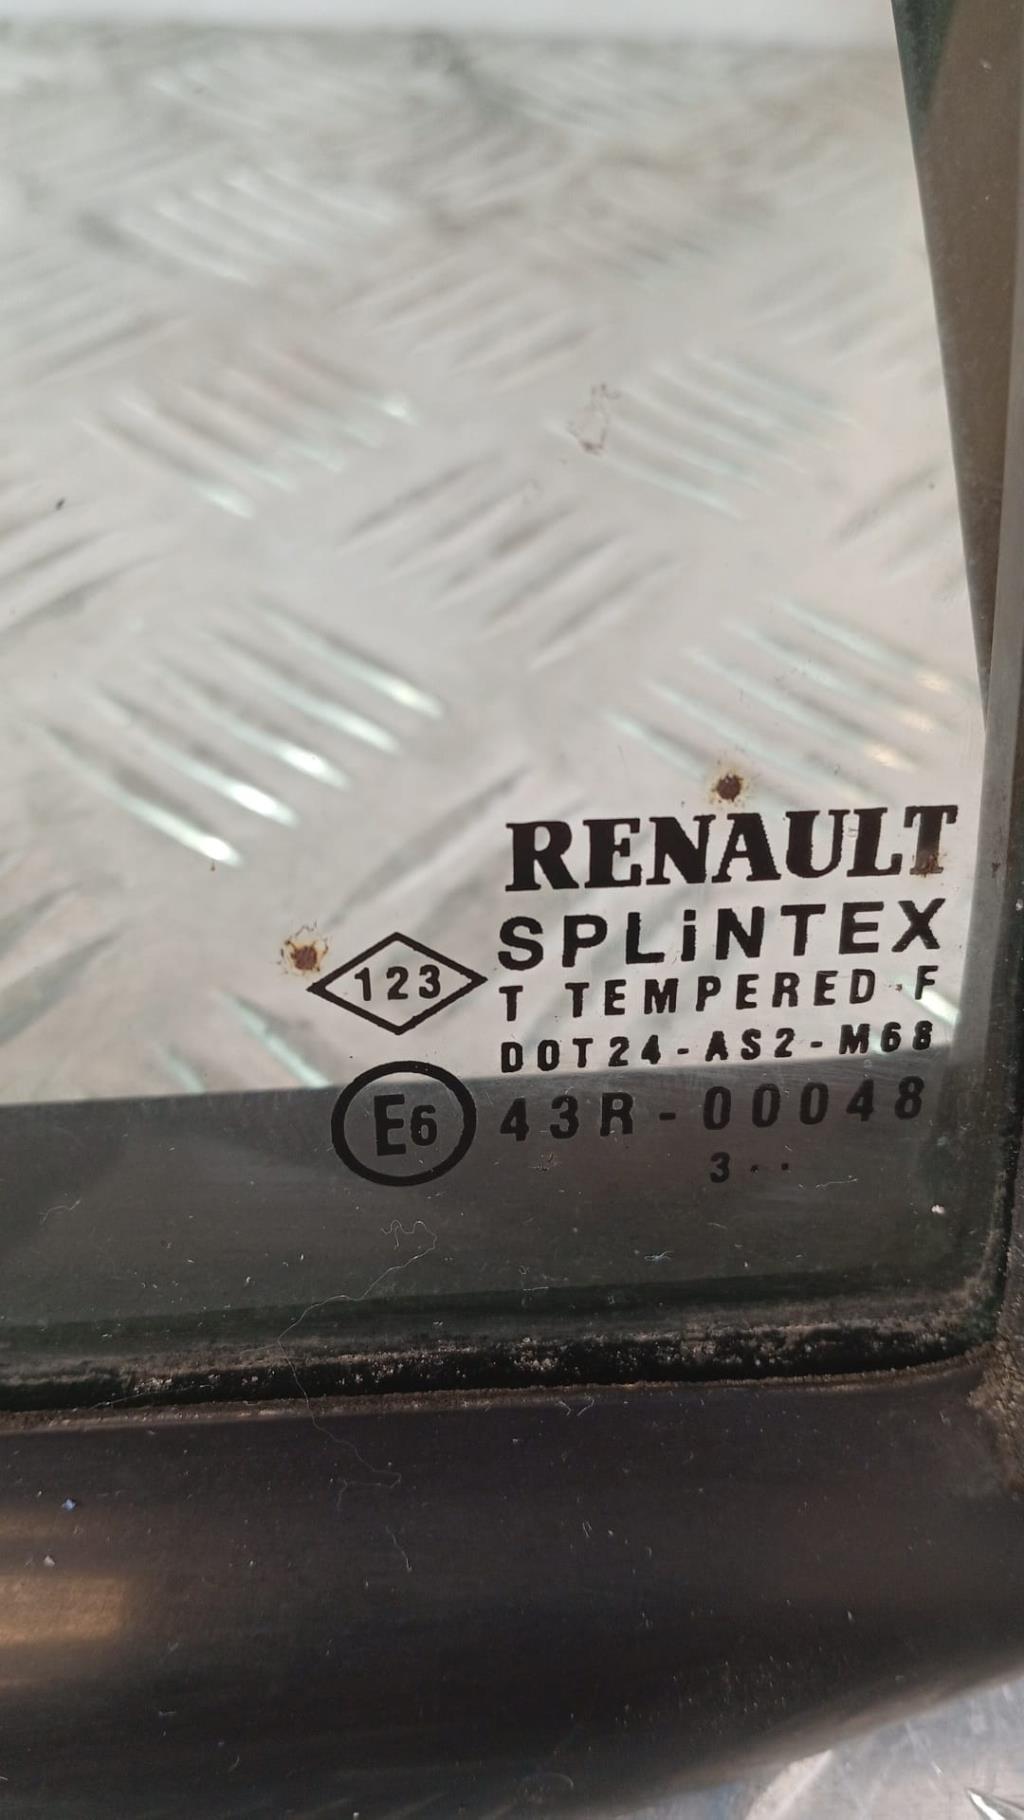 RENAULT
SPLiNTEX
123
T TEMPERED F
DOT24-AS2-M68
E6 43R-00048
3··